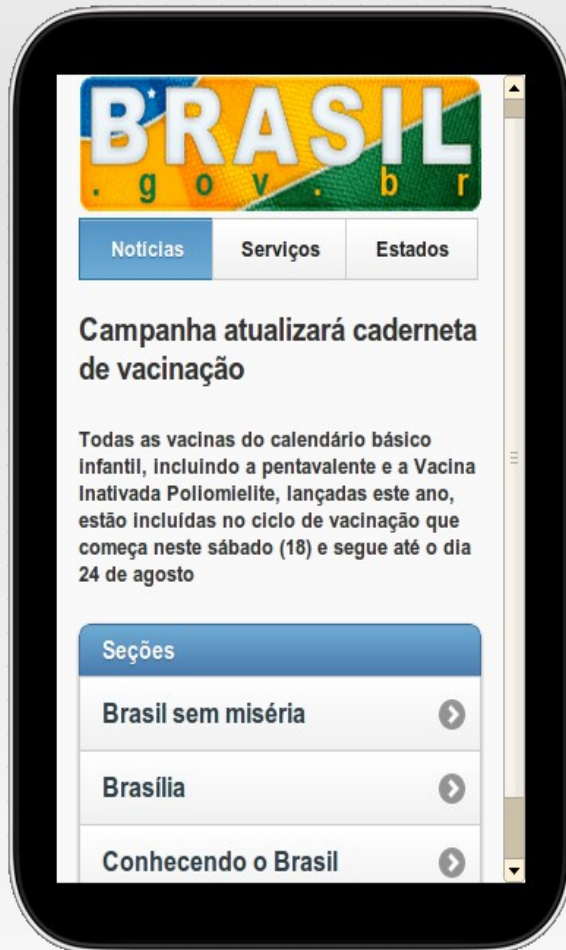 BRASIL
.gov.br
Notícias Serviços Estados
Campanha atualizará caderneta
de vacinação
Todas as vacinas do calendário básico
infantil, incluindo a pentavalente e a Vacina
Inativada Poliomielite, lançadas este ano,
estão incluídas no ciclo de vacinação que
começa neste sábado (18) e segue até o dia
24 de agosto
Seções
Brasil sem miséria
Brasília
Conhecendo o Brasil